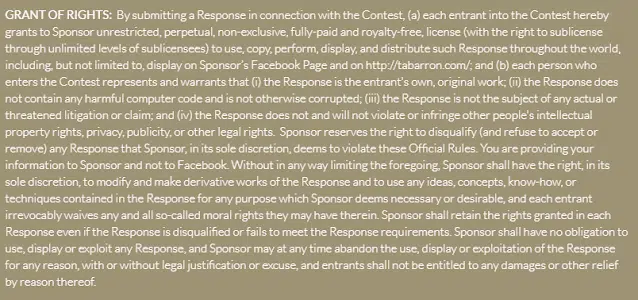 GRANT OF RIGHTS:  By submitting a Response in connection with the Contest, (a) each entrant into the Contest hereby
grants to Sponsor unrestricted, perpetual, non-exclusive, fully-paid and royalty-free, license (with the right to sublicense
through unlimited levels of sublicensees) to use, copy, perform, display, and distribute such Response throughout the world,
including, but not limited to, display on Sponsor's Facebook Page and on http://tabarron.com/; and (b) each person who
enters the Contest represents and warrants that (i) the Response is the entrant's own, original work; (ii) the Response does
not contain any harmful computer code and is not otherwise corrupted; (iii) the Response is not the subject of any actual or
threatened litigation or claim; and (iv) the Response does not and will not violate or infringe other people's intellectual
property rights, privacy, publicity, or other legal rights.  Sponsor reserves the right to disqualify (and refuse to accept or
remove) any Response that Sponsor, in its sole discretion, deems to violate these Official Rules. You are providing your
information to Sponsor and not to Facebook. Without in any way limiting the foregoing, Sponsor shall have the right, in its
sole discretion, to modify and make derivative works of the Response and to use any ideas, concepts, know-how, or
techniques contained in the Response for any purpose which Sponsor deems necessary or desirable, and each entrant
irrevocably waives any and all so-called moral rights they may have therein. Sponsor shall retain the rights granted in each
Response even if the Response is disqualified or fails to meet the Response requirements. Sponsor shall have no obligation to
use, display or exploit any Response, and Sponsor may at any time abandon the use, display or exploitation of the Response
for any reason, with or without legal justification or excuse, and entrants shall not be entitled to any damages or other relief
by reason thereof.